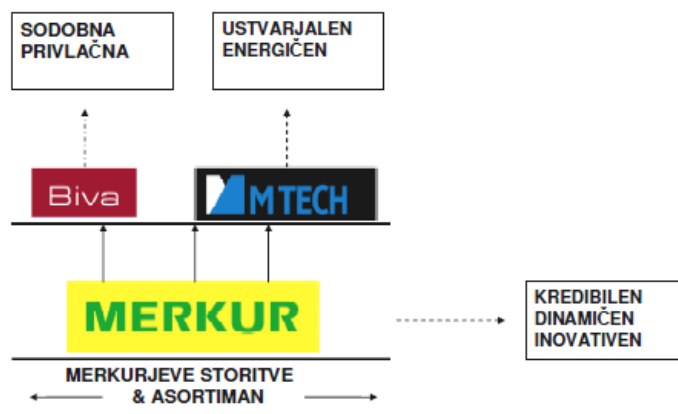 SODOBNA
PRIVLAČNA
USTVARJALEN
ENERGIČEN
Biva
M TECH
MERKUR
KREDIBILEN
DINAMIČEN
INOVATIVEN
MERKURJEVE STORITVE
& ASORTIMAN